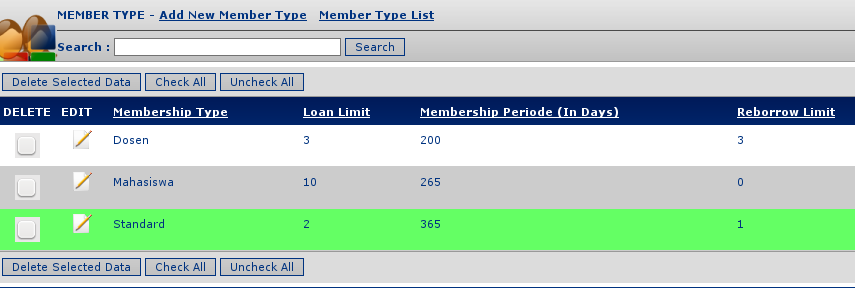 MEMBER TYPE - Add New Member Type Member Type List
Search : Search
Delete Selected Data Check All Uncheck All
DELETE EDIT Membership Type Loan Limit Membership Periode (In Days) Reborrow Limit
Dosen 3 200 3
Mahasiswa 10 265 0
Standard 2 365 1
Delete Selected Data Check All Uncheck All